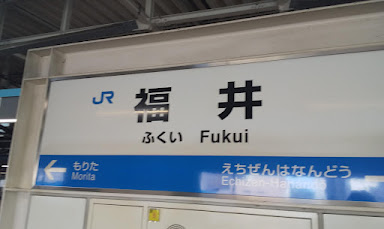 JR 福井
ふくい Fukui
もりた えちぜんはなんどう
Morita Echizen-Hanandō